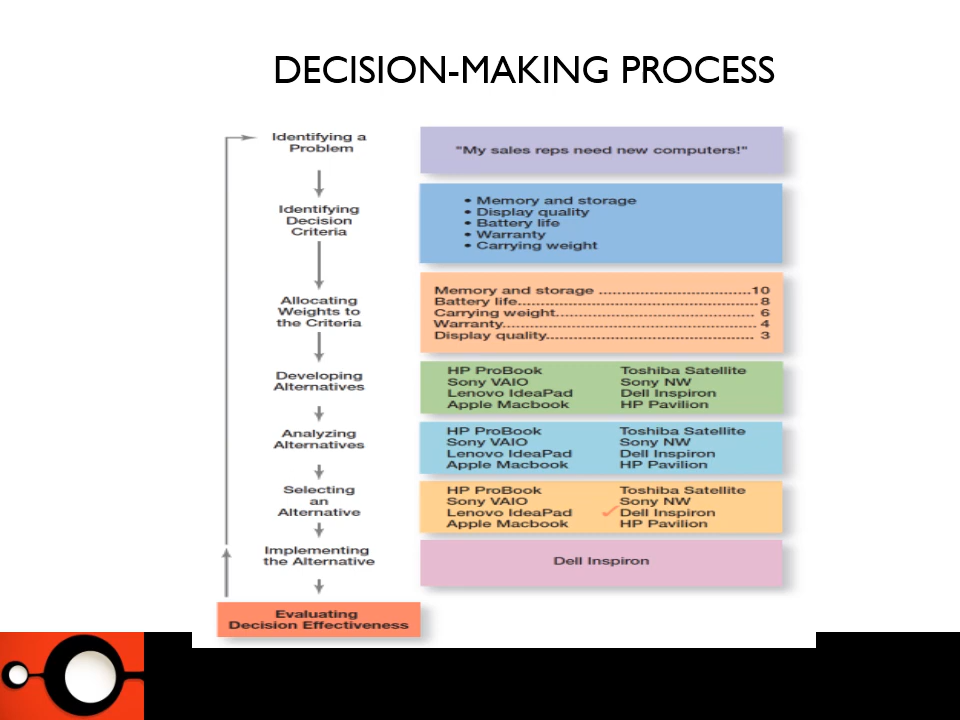 DECISION-MAKING PROCESS
Identifying a
Problem
"My sales reps need new computers!"
Identifying
Decision
Criteria
• Memory and storage
• Display quality
• Battery life
• Warranty
• Carrying weight
Allocating
Weights to
the Criteria
Memory and storage ..............................10
Battery life................................................ 8
Carrying weight........................................ 6
Warranty................................................... 4
Display quality.......................................... 3
Developing
Alternatives
HP ProBook Toshiba Satellite
Sony VAIO Sony NW
Lenovo IdeaPad Dell Inspiron
Apple Macbook HP Pavilion
Analyzing
Alternatives
HP ProBook Toshiba Satellite
Sony VAIO Sony NW
Lenovo IdeaPad Dell Inspiron
Apple Macbook HP Pavilion
Selecting
an
Alternative
HP ProBook Toshiba Satellite
Sony VAIO Sony NW
Lenovo IdeaPad ✓ Dell Inspiron
Apple Macbook HP Pavilion
Implementing
the Alternative
Dell Inspiron
Evaluating
Decision Effectiveness